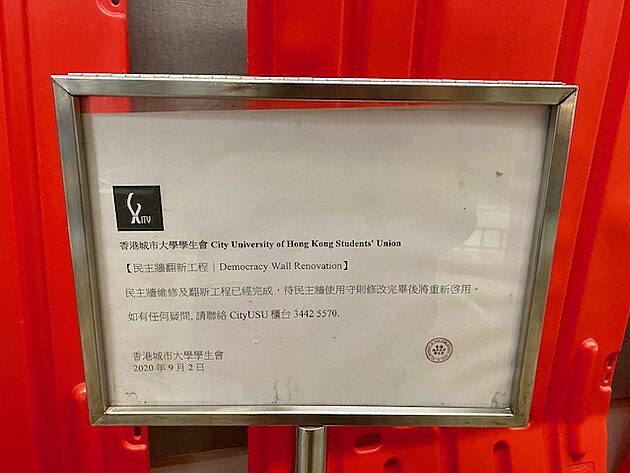 CITY
香港城市大學學生會 City University of Hong Kong Students' Union
【民主牆翻新工程｜Democracy Wall Renovation】
民主牆維修及翻新工程已經完成，待民主牆使用守則修改完畢後將重新啓用。
如有任何疑問, 請聯絡 CityUSU 櫃台 3442 5570.
香港城市大學學生會
2020 年 9 月 2 日